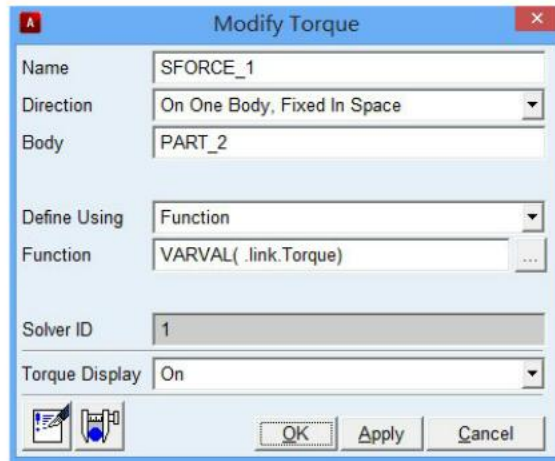 A
Modify Torque
×
Name SFORCE_1
Direction On One Body, Fixed In Space
Body PART_2
Define Using Function
Function VARVAL( .link.Torque) ...
Solver ID 1
Torque Display On
OK Apply Cancel